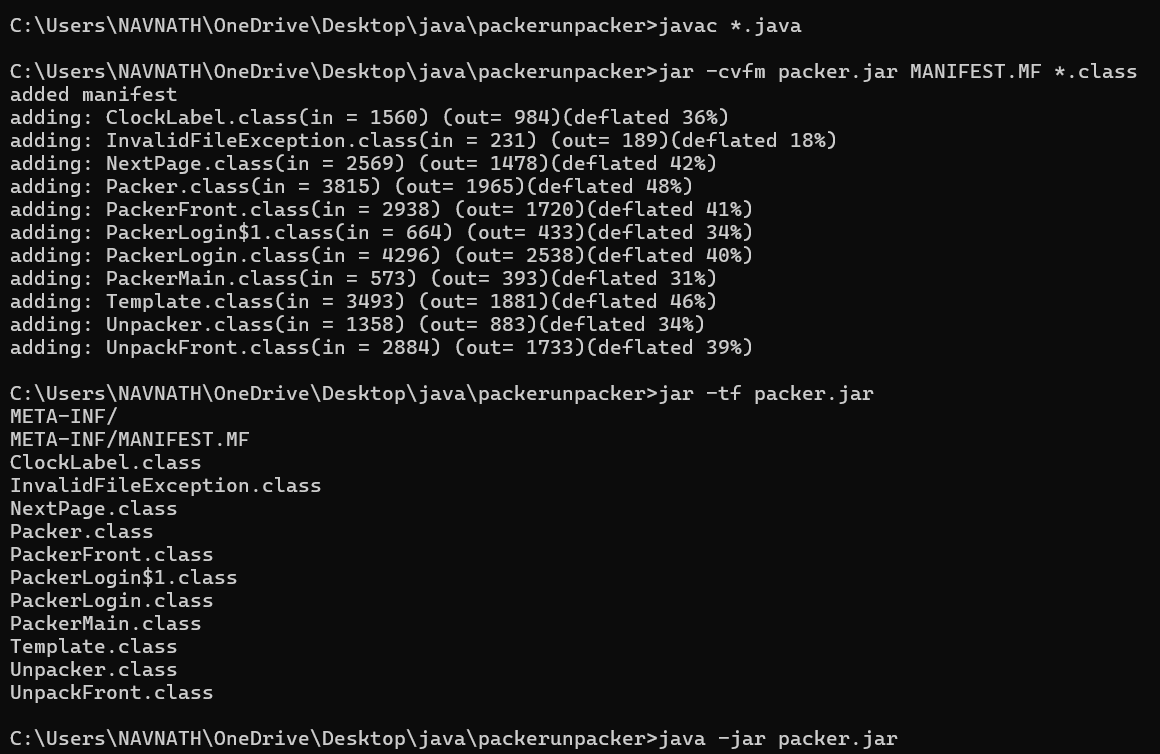 C:\Users\NAVNATH\OneDrive\Desktop\java\packerunpacker>javac *.java
C:\Users\NAVNATH\OneDrive\Desktop\java\packerunpacker>jar -cvfm packer.jar MANIFEST.MF *.class
added manifest
adding: ClockLabel.class(in = 1560) (out= 984)(deflated 36%)
adding: InvalidFileException.class(in = 231) (out= 189)(deflated 18%)
adding: NextPage.class(in = 2569) (out= 1478)(deflated 42%)
adding: Packer.class(in = 3815) (out= 1965)(deflated 48%)
adding: PackerFront.class(in = 2938) (out= 1720)(deflated 41%)
adding: PackerLogin$1.class(in = 664) (out= 433)(deflated 34%)
adding: PackerLogin.class(in = 4296) (out= 2538)(deflated 40%)
adding: PackerMain.class(in = 573) (out= 393)(deflated 31%)
adding: Template.class(in = 3493) (out= 1881)(deflated 46%)
adding: Unpacker.class(in = 1358) (out= 883)(deflated 34%)
adding: UnpackFront.class(in = 2884) (out= 1733)(deflated 39%)
C:\Users\NAVNATH\OneDrive\Desktop\java\packerunpacker>jar -tf packer.jar
META-INF/
META-INF/MANIFEST.MF
ClockLabel.class
InvalidFileException.class
NextPage.class
Packer.class
PackerFront.class
PackerLogin$1.class
PackerLogin.class
PackerMain.class
Template.class
Unpacker.class
UnpackFront.class
C:\Users\NAVNATH\OneDrive\Desktop\java\packerunpacker>java -jar packer.jar